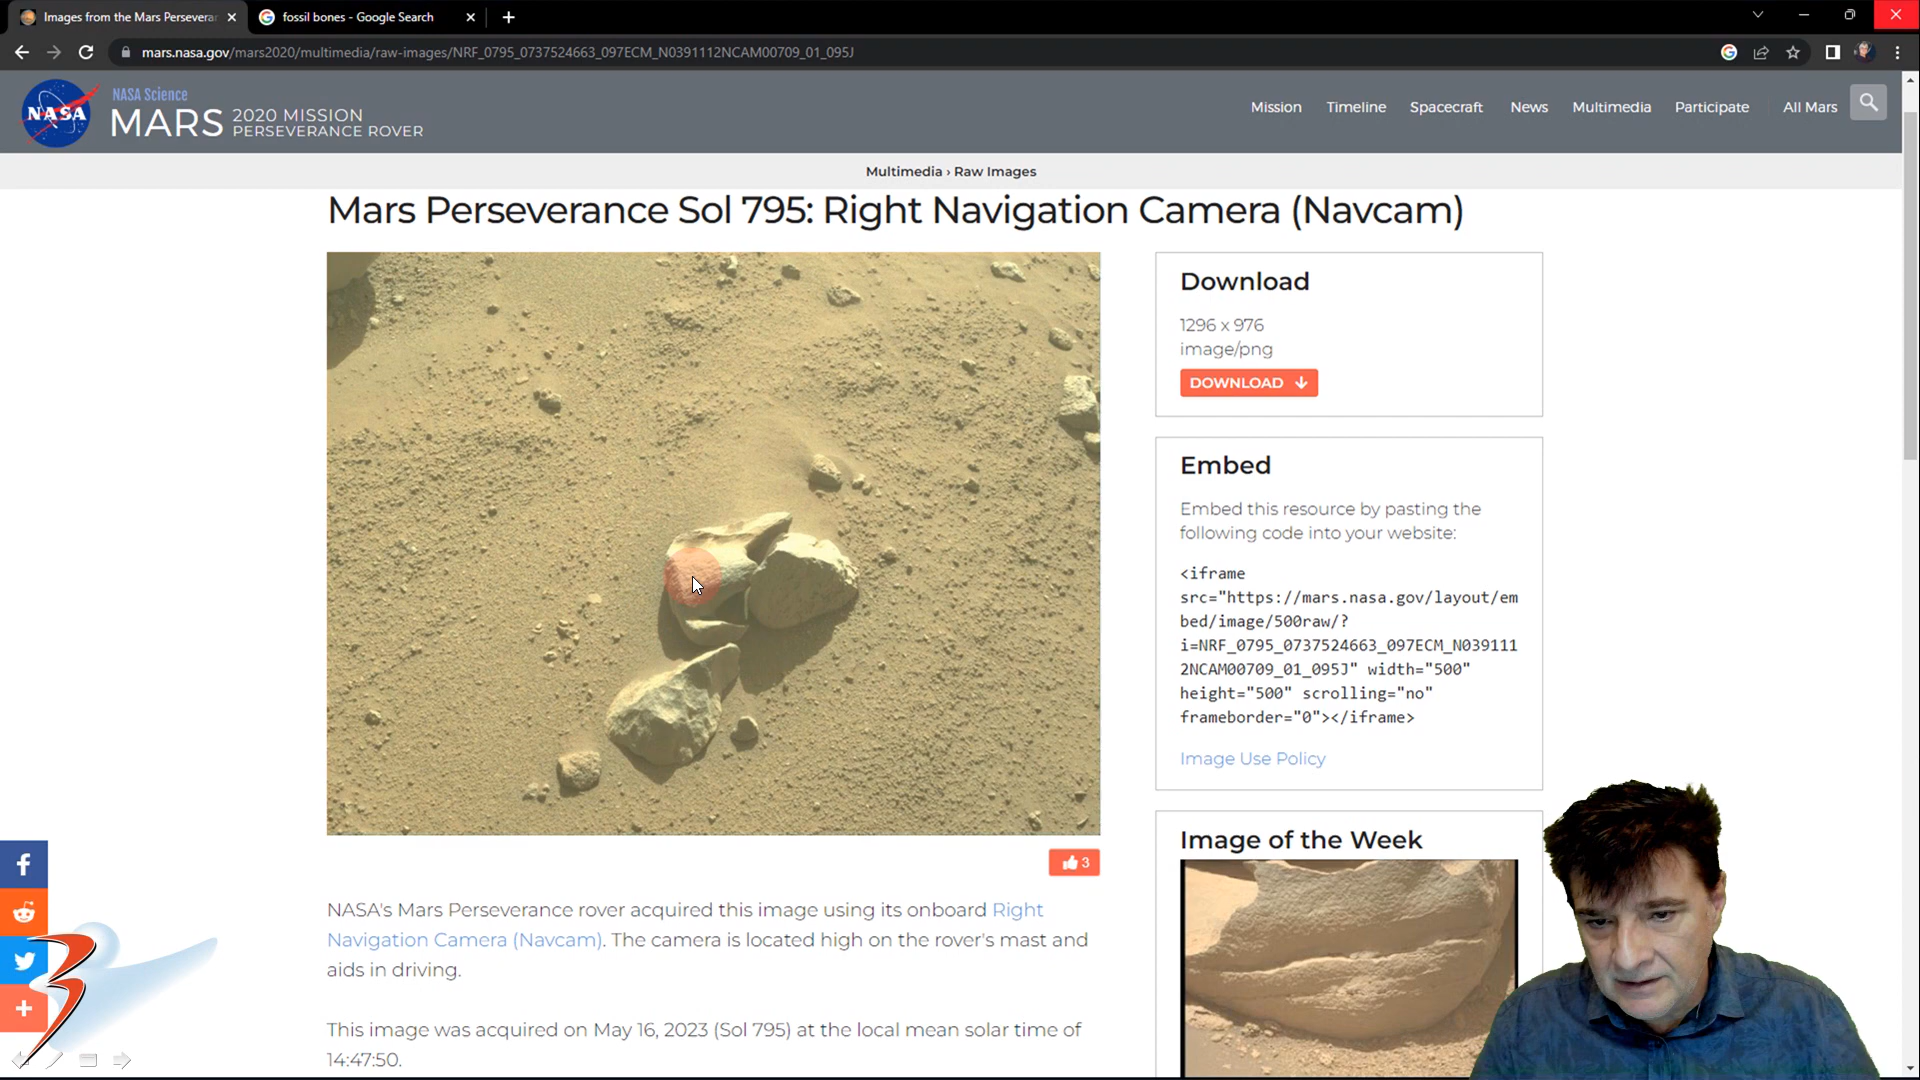 Images from the Mars Persevera
fossil bones - Google Search
mars.nasa.gov/mars2020/multimedia/raw-images/NRF_0795_0737524663_097ECM_N0391112NCAM00709_01_095J
NASA
NASA Science
MARS
2020 MISSION
PERSEVERANCE ROVER
Mission Timeline Spacecraft News Multimedia Participate All Mars
Multimedia › Raw Images
Mars Perseverance Sol 795: Right Navigation Camera (Navcam)
Download
1296 x 976
image/png
DOWNLOAD
Embed
Embed this resource by pasting the
following code into your website:
<iframe
src="https://mars.nasa.gov/layout/em
bed/image/500raw/?
i=NRF_0795_0737524663_097ECM_N039111
2NCAM00709_01_095J" width="500"
height="500" scrolling="no"
frameborder="0"></iframe>
Image Use Policy
Image of the Week
3
NASA's Mars Perseverance rover acquired this image using its onboard Right
Navigation Camera (Navcam). The camera is located high on the rover's mast and
aids in driving.
This image was acquired on May 16, 2023 (Sol 795) at the local mean solar time of
14:47:50.